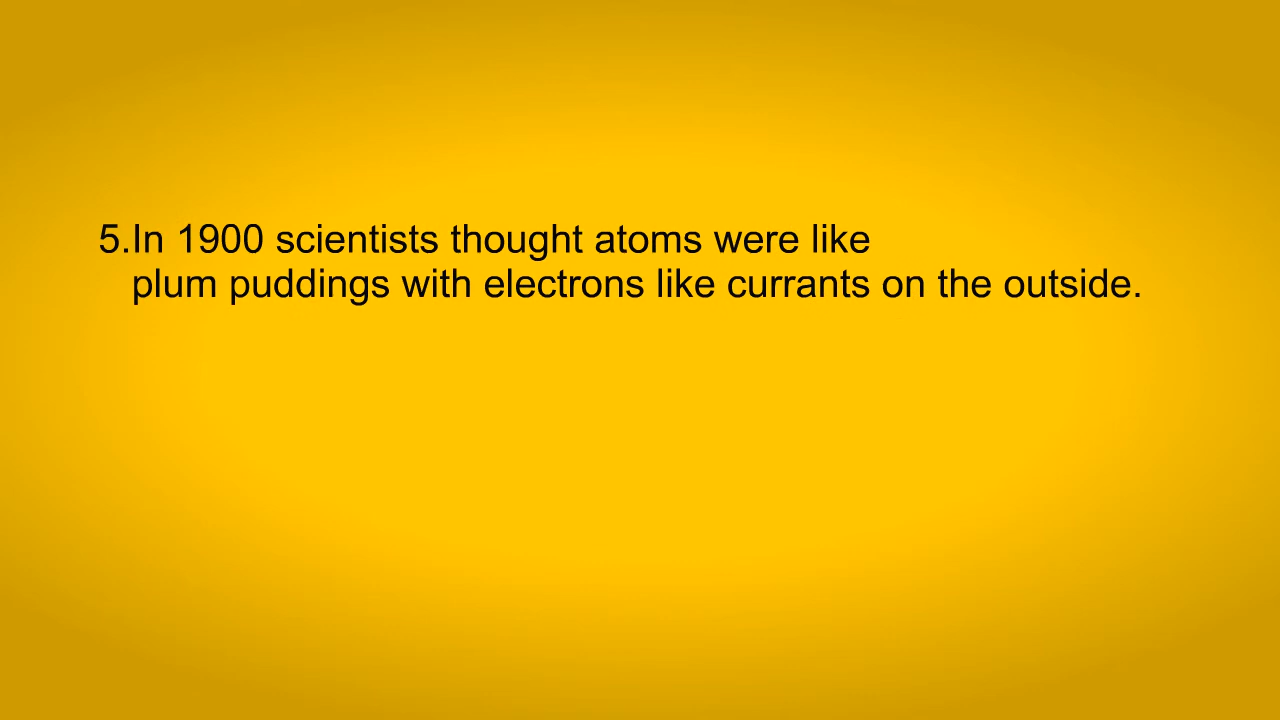 5.In 1900 scientists thought atoms were like
plum puddings with electrons like currants on the outside.